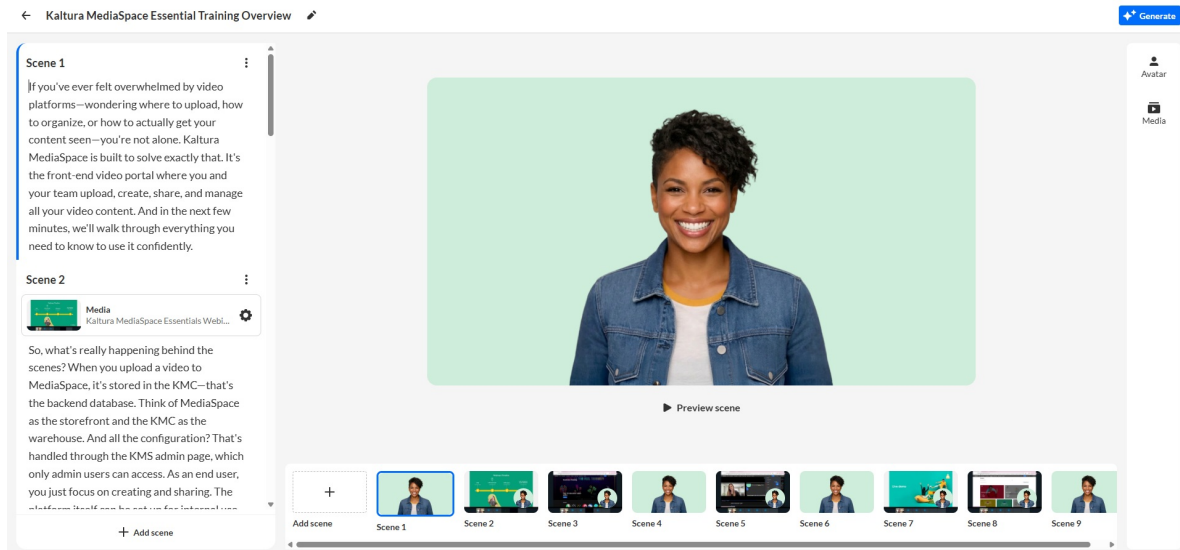 Kaltura MediaSpace Essential Training Overview
Generate
Scene 1
If you've ever felt overwhelmed by video
platforms—wondering where to upload, how
to organize, or how to actually get your
content seen—you're not alone. Kaltura
MediaSpace is built to solve exactly that. It's
the front-end video portal where you and
your team upload, create, share, and manage
all your video content. And in the next few
minutes, we'll walk through everything you
need to know to use it confidently.
Scene 2
Media
Kaltura MediaSpace Essentials Webi...
So, what's really happening behind the
scenes? When you upload a video to
MediaSpace, it's stored in the KMC—that's
the backend database. Think of MediaSpace
as the storefront and the KMC as the
warehouse. And all the configuration? That's
handled through the KMS admin page, which
only admin users can access. As an end user,
you just focus on creating and sharing. The
platform itself can be set up for internal use
Add scene
Preview scene
Add scene
Scene 1
Scene 2
Scene 3
Scene 4
Scene 5
Scene 6
Scene 7
Scene 8
Scene 9
Avatar
Media